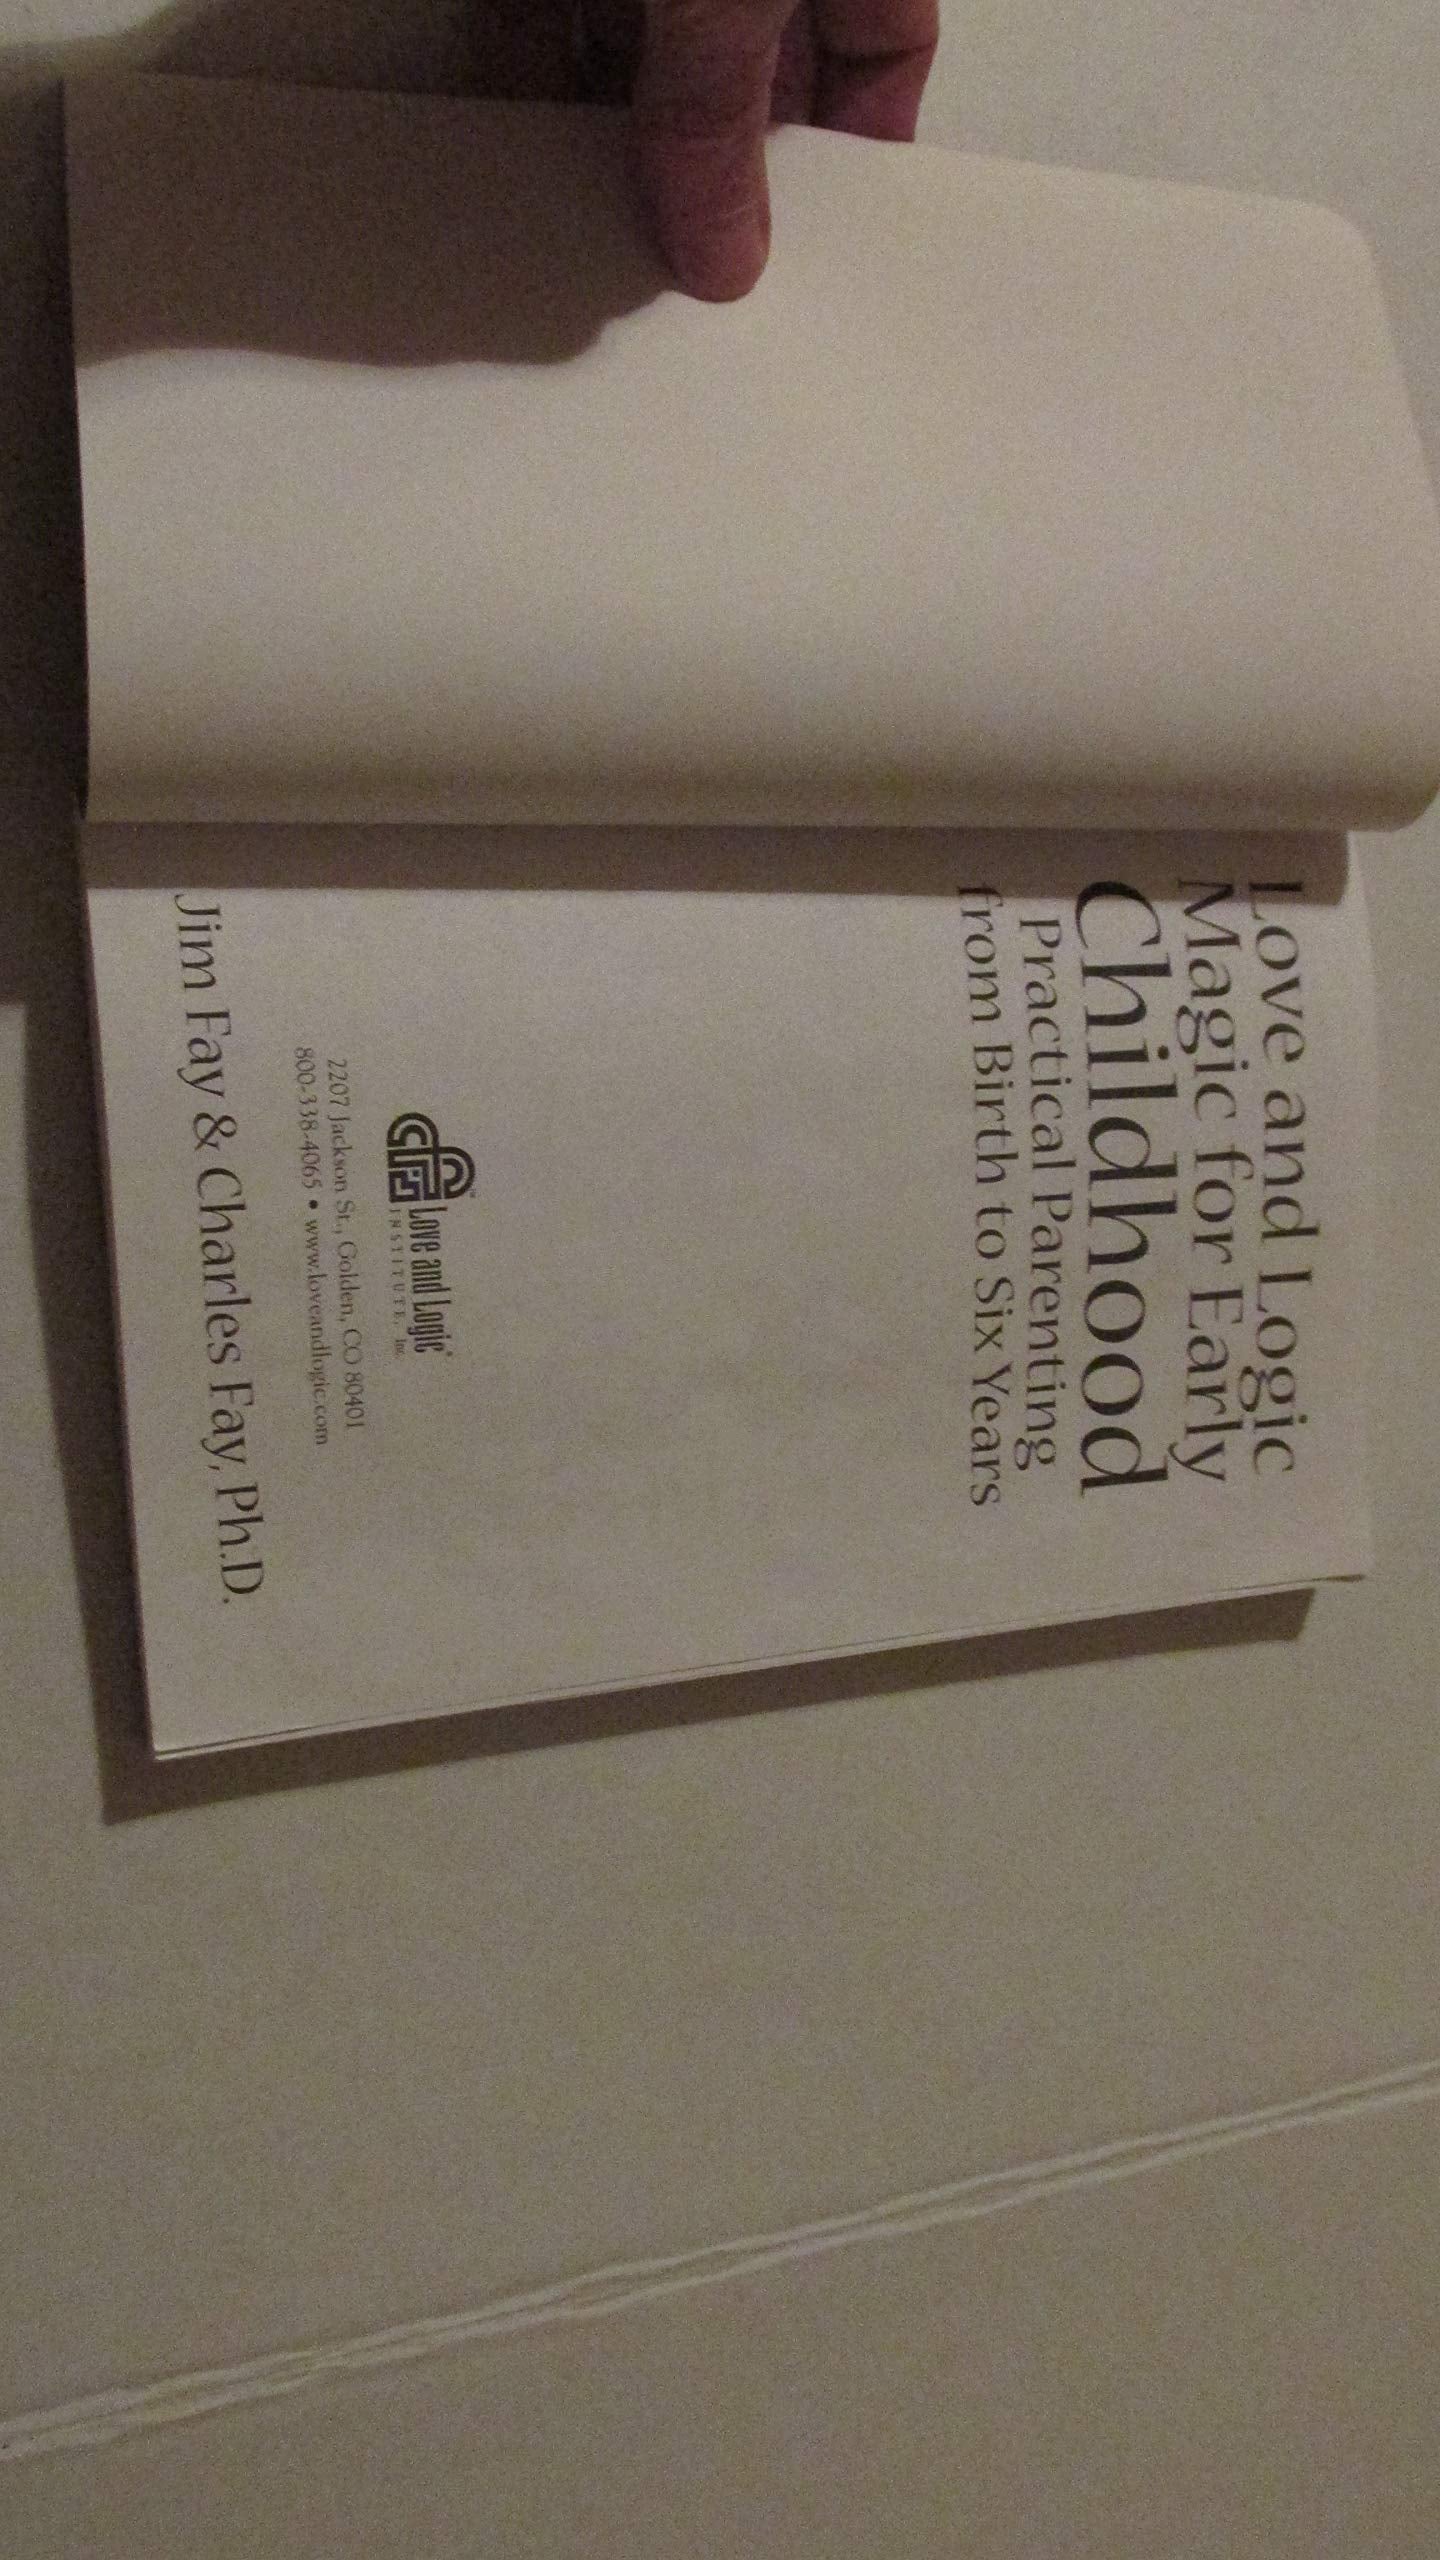 Love and Logic
Magic for Early
Childhood
Practical Parenting
from Birth to Six Years
Love and Logic®
INSTITUTE, Inc.
2207 Jackson St., Golden, CO 80401
800-338-4065 • www.loveandlogic.com
Jim Fay & Charles Fay, Ph.D.